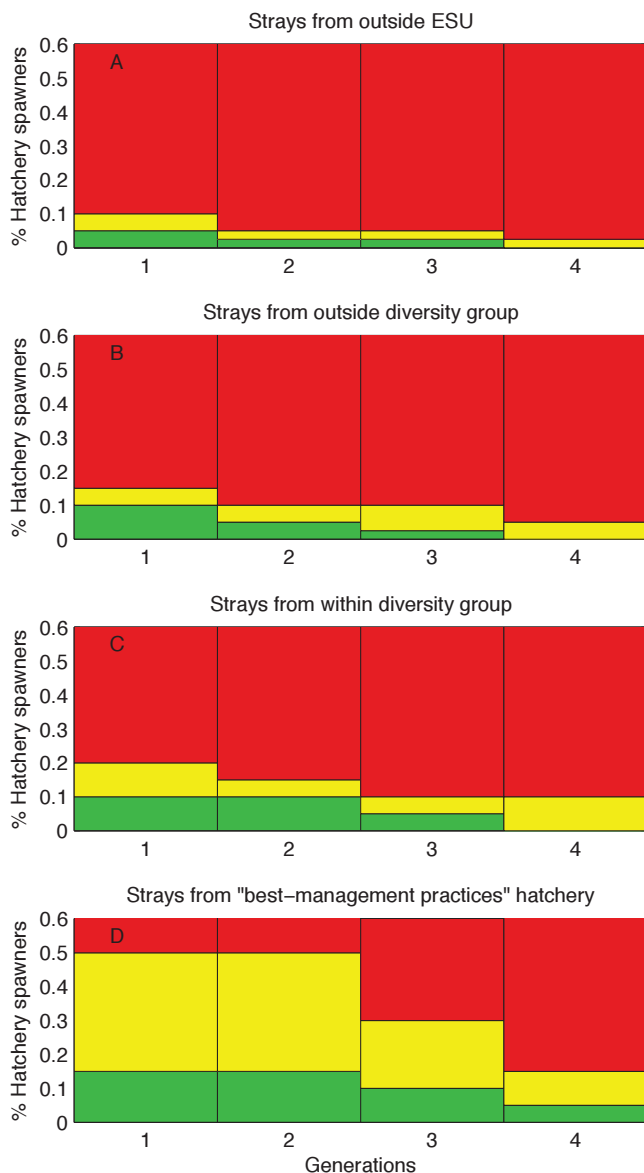 Strays from outside ESU
A
% Hatchery spawners
0.6
0.5
0.4
0.3
0.2
0.1
0
1 2 3 4
Strays from outside diversity group
B
% Hatchery spawners
0.6
0.5
0.4
0.3
0.2
0.1
0
1 2 3 4
Strays from within diversity group
C
% Hatchery spawners
0.6
0.5
0.4
0.3
0.2
0.1
0
1 2 3 4
Strays from "best−management practices" hatchery
D
% Hatchery spawners
0.6
0.5
0.4
0.3
0.2
0.1
0
1 2 3 4
Generations